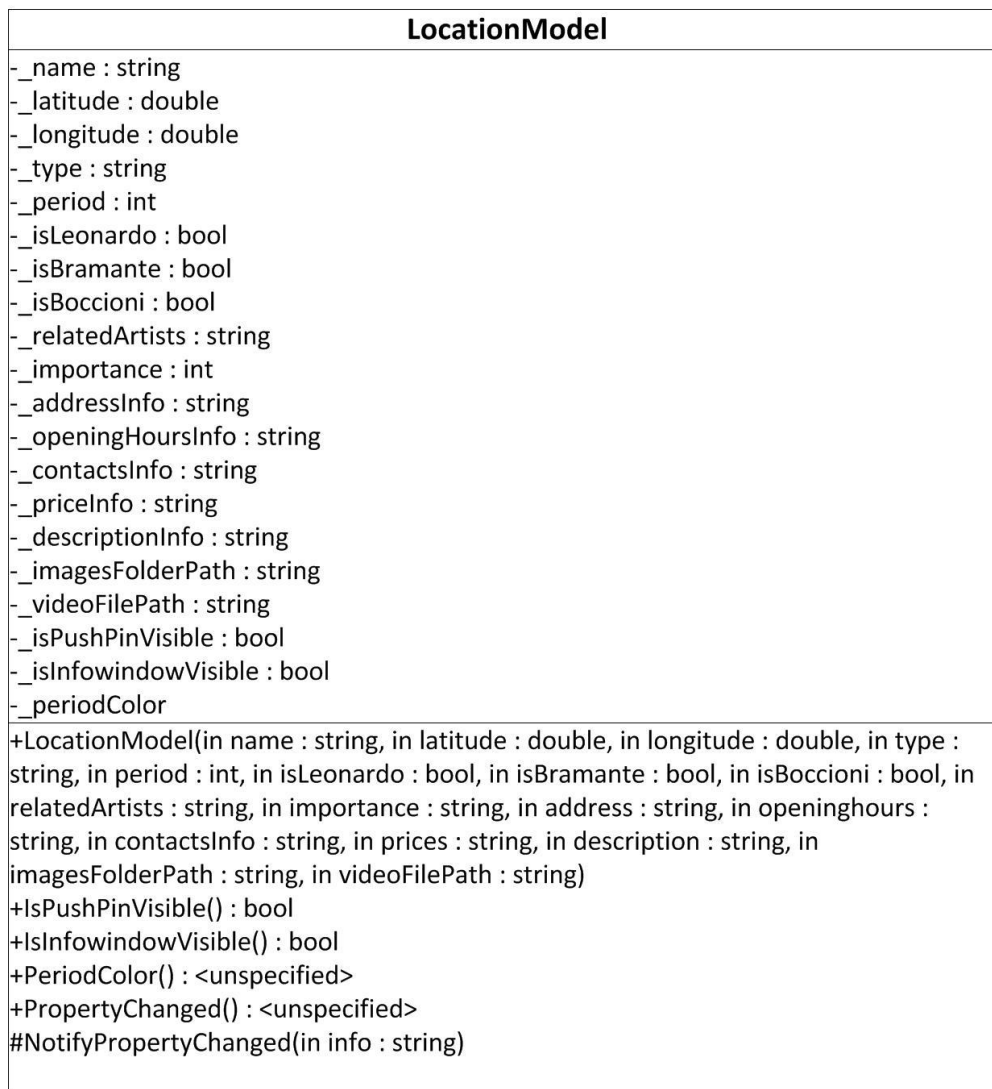 LocationModel
-_name : string
-_latitude : double
-_longitude : double
-_type : string
-_period : int
-_isLeonardo : bool
-_isBramante : bool
-_isBoccioni : bool
-_relatedArtists : string
-_importance : int
-_addressInfo : string
-_openingHoursInfo : string
-_contactsInfo : string
-_priceInfo : string
-_descriptionInfo : string
-_imagesFolderPath : string
-_videoFilePath : string
-_isPushPinVisible : bool
-_isInfowindowVisible : bool
-_periodColor
+LocationModel(in name : string, in latitude : double, in longitude : double, in type :
string, in period : int, in isLeonardo : bool, in isBramante : bool, in isBoccioni : bool, in
relatedArtists : string, in importance : string, in address : string, in openinghours :
string, in contactsInfo : string, in prices : string, in description : string, in
imagesFolderPath : string, in videoFilePath : string)
+IsPushPinVisible() : bool
+IsInfowindowVisible() : bool
+PeriodColor() : <unspecified>
+PropertyChanged() : <unspecified>
#NotifyPropertyChanged(in info : string)